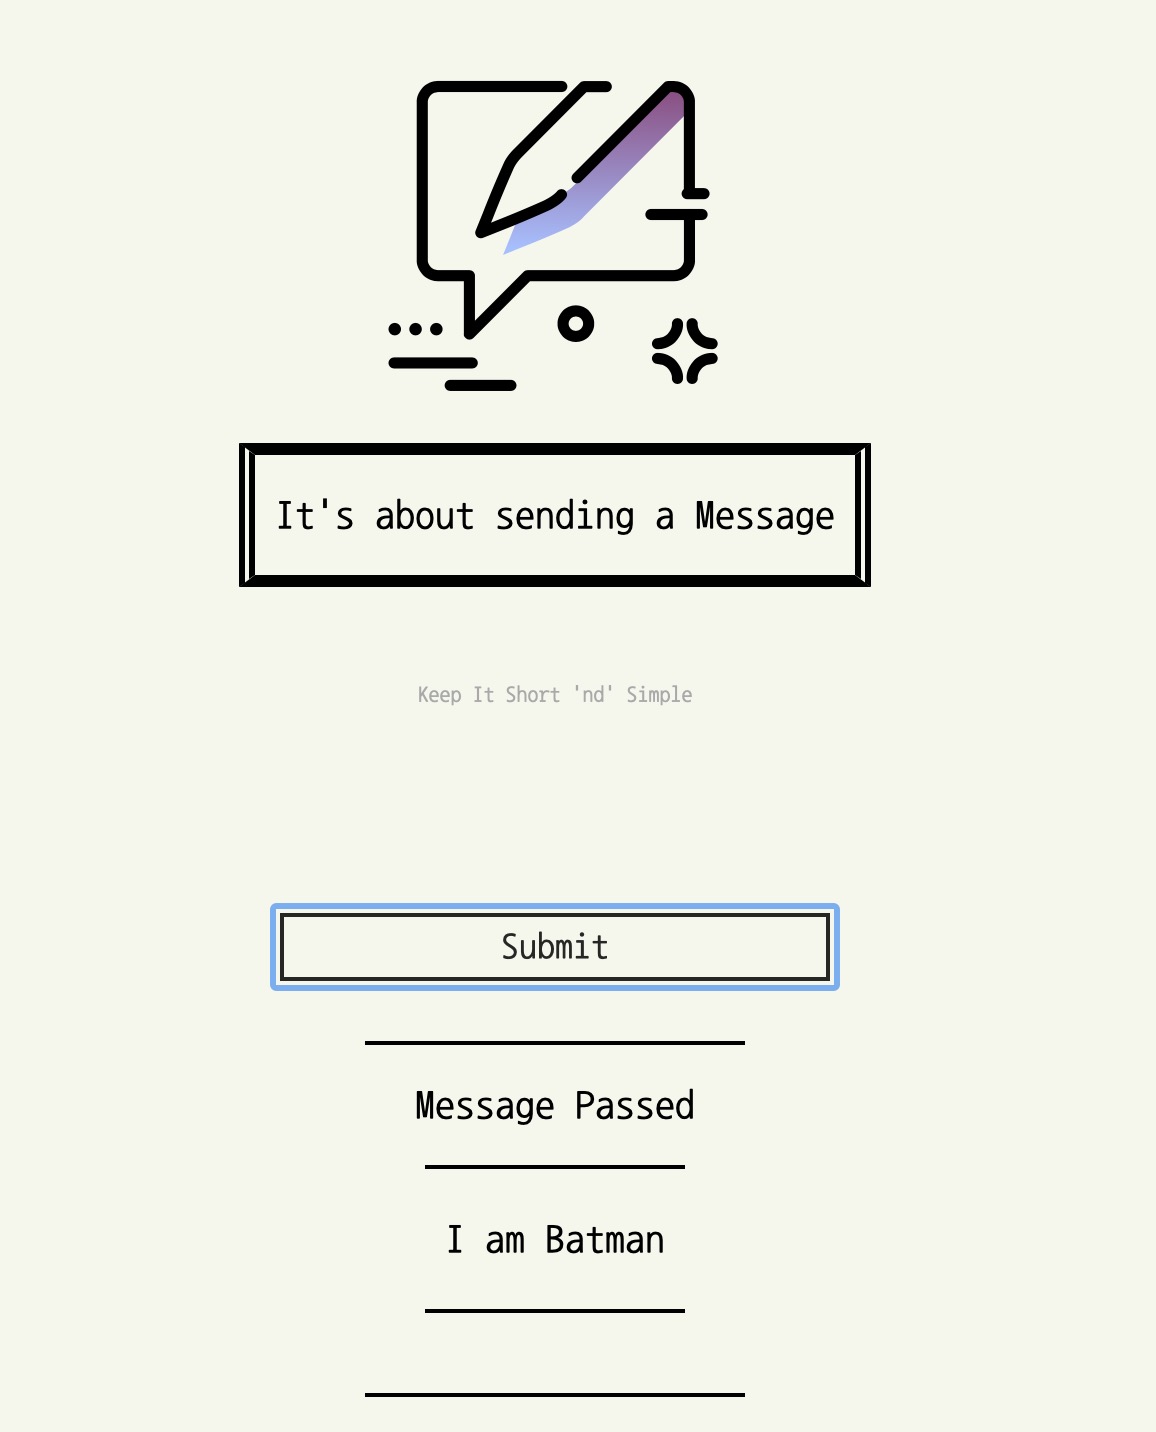 It's about sending a Message
Keep It Short 'nd' Simple
Submit
Message Passed
I am Batman